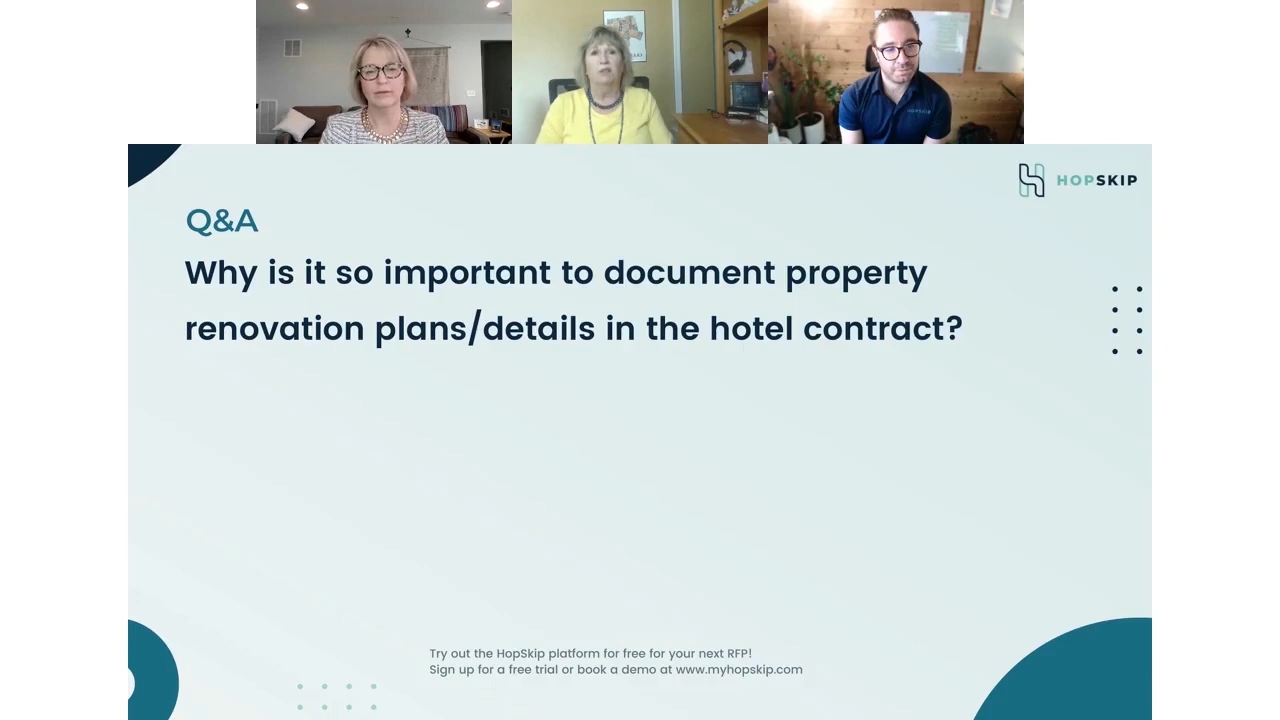 HOPSKIP
HOPSKIP
Q&A
Why is it so important to document property
renovation plans/details in the hotel contract?
Try out the HopSkip platform for free for your next RFP!
Sign up for a free trial or book a demo at www.myhopskip.com